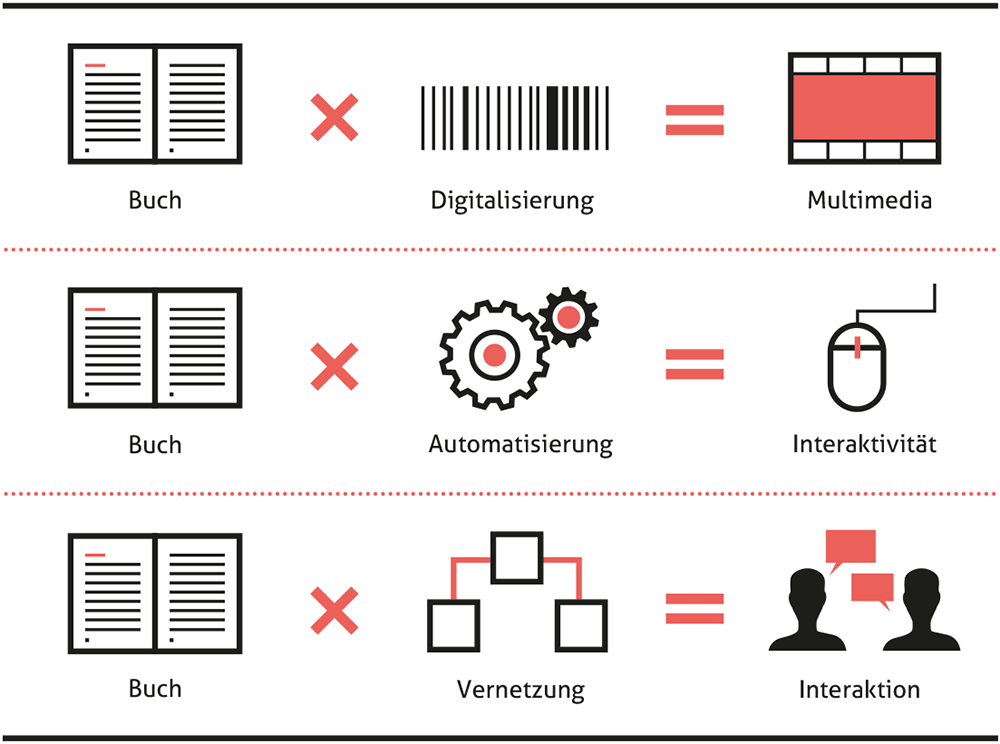 Buch
Digitalisierung
Multimedia
Buch
Automatisierung
Interaktivität
Buch
Vernetzung
Interaktion